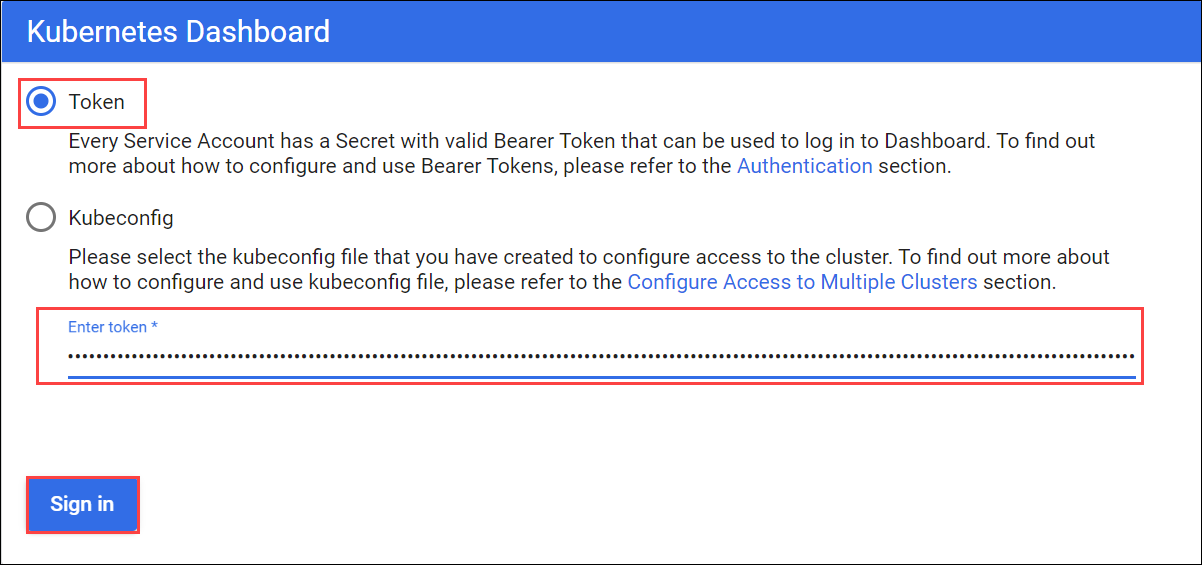 Kubernetes Dashboard
Token
Every Service Account has a Secret with valid Bearer Token that can be used to log in to Dashboard. To find out
more about how to configure and use Bearer Tokens, please refer to the Authentication section.
Kubeconfig
Please select the kubeconfig file that you have created to configure access to the cluster. To find out more about
how to configure and use kubeconfig file, please refer to the Configure Access to Multiple Clusters section.
Enter token *
Sign in